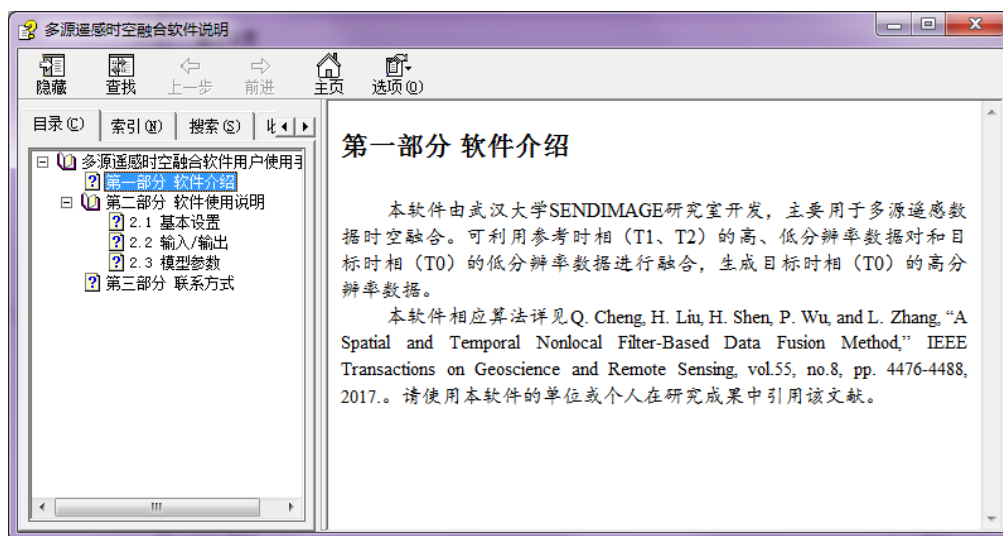 多源遥感时空融合软件说明
隐藏 查找 上一步 前进 主页 选项(O)
目录(C) 索引(N) 搜索(S)
多源遥感时空融合软件用户使用手
第一部分 软件介绍
第二部分 软件使用说明
2.1 基本设置
2.2 输入/输出
2.3 模型参数
第三部分 联系方式
第一部分 软件介绍
本软件由武汉大学SENDIMAGE研究室开发，主要用于多源遥感数
据时空融合。可利用参考时相（T1、T2）的高、低分辨率数据对和目
标时相（T0）的低分辨率数据进行融合，生成目标时相（T0）的高分
辨率数据。
本软件相应算法详见Q. Cheng, H. Liu, H. Shen, P. Wu, and L. Zhang, “A
Spatial and Temporal Nonlocal Filter-Based Data Fusion Method,” IEEE
Transactions on Geoscience and Remote Sensing, vol.55, no.8, pp. 4476-4488,
2017.。请使用本软件的单位或个人在研究成果中引用该文献。